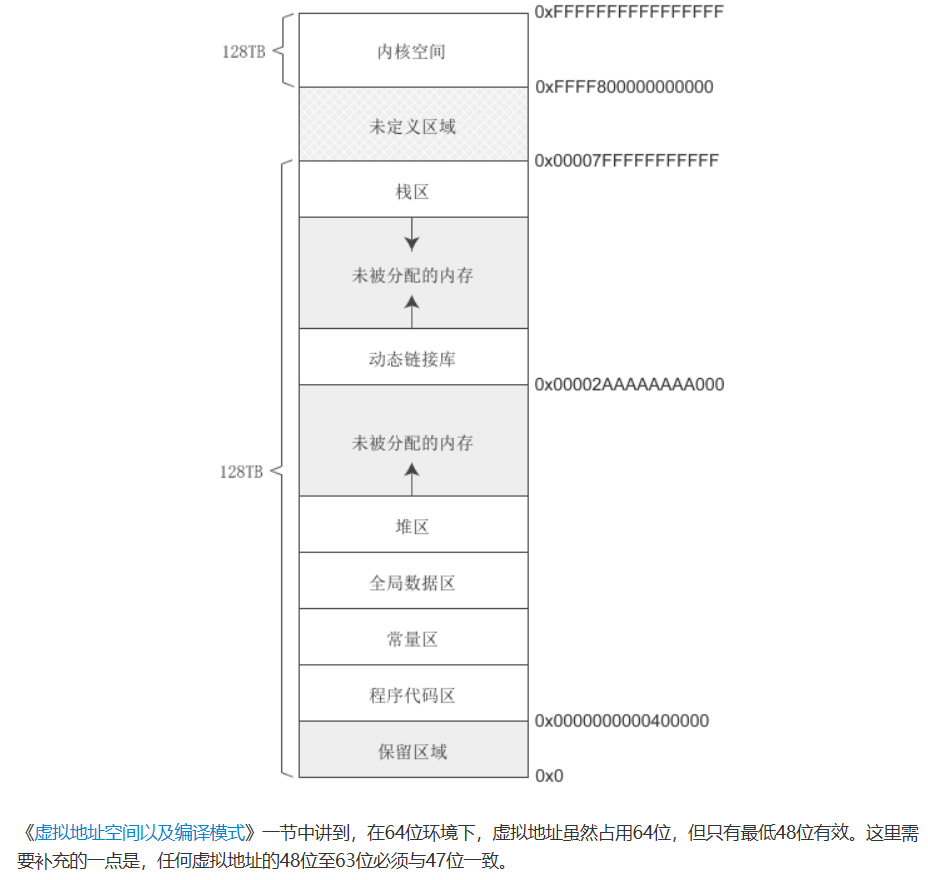 0xFFFFFFFFFFFFFFFF
128TB
内核空间
0xFFFF800000000000
未定义区域
0x00007FFFFFFFFFFF
栈区
未被分配的内存
动态链接库
0x00002AAAAAAAA000
未被分配的内存
128TB
堆区
全局数据区
常量区
程序代码区
0x0000000000400000
保留区域
0x0
《虚拟地址空间以及编译模式》一节中讲到，在64位环境下，虚拟地址虽然占用64位，但只有最低48位有效。这里需
要补充的一点是，任何虚拟地址的48位至63位必须与47位一致。